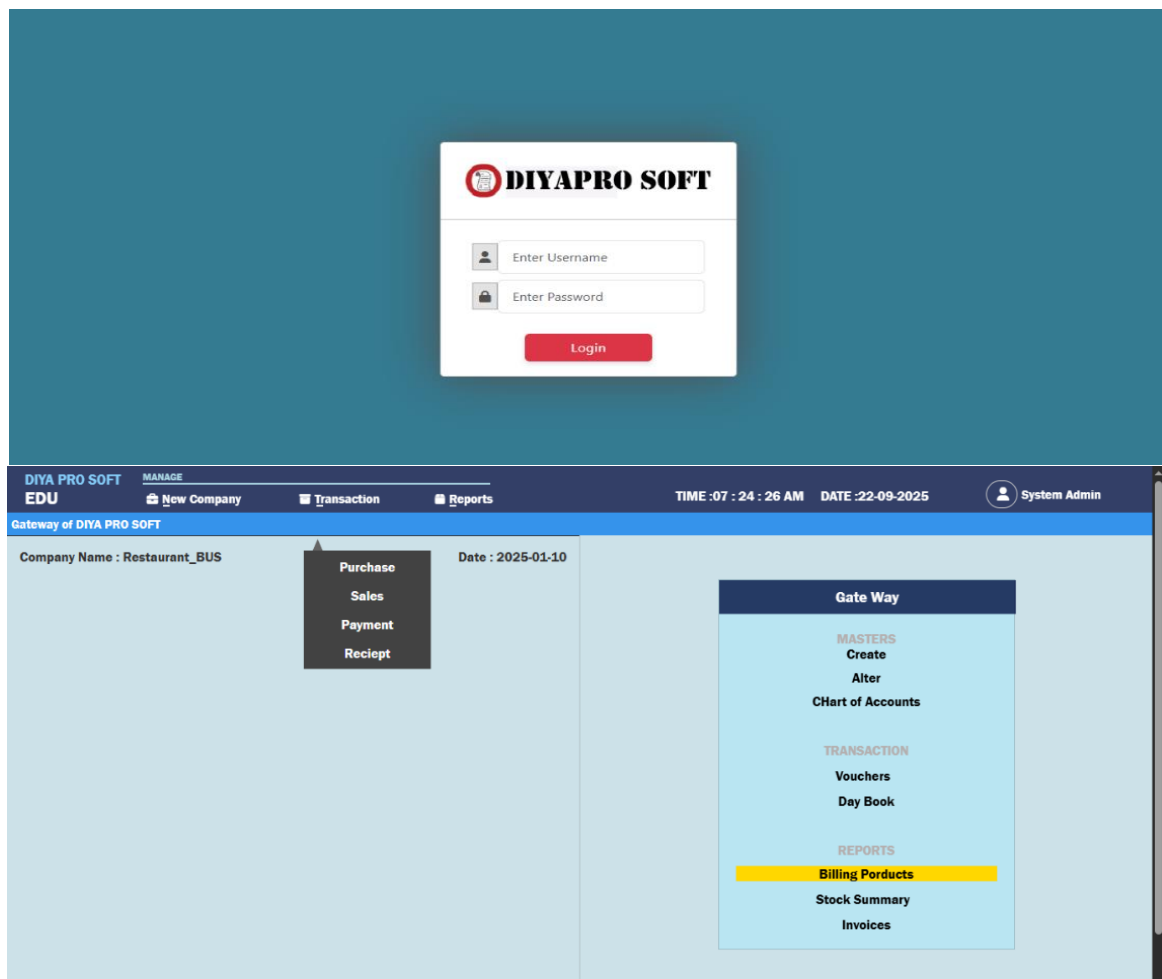 DIYAPRO SOFT
Enter Username
Enter Password
Login
DIYA PRO SOFT
EDU
MANAGE
New Company
Transaction
Reports
TIME :07 : 24 : 26 AM
DATE :22-09-2025
System Admin
Gateway of DIYA PRO SOFT
Company Name : Restaurant_BUS
Date : 2025-01-10
Purchase
Sales
Payment
Reciept
Gate Way
MASTERS
Create
Alter
CHart of Accounts
TRANSACTION
Vouchers
Day Book
REPORTS
Billing Porducts
Stock Summary
Invoices